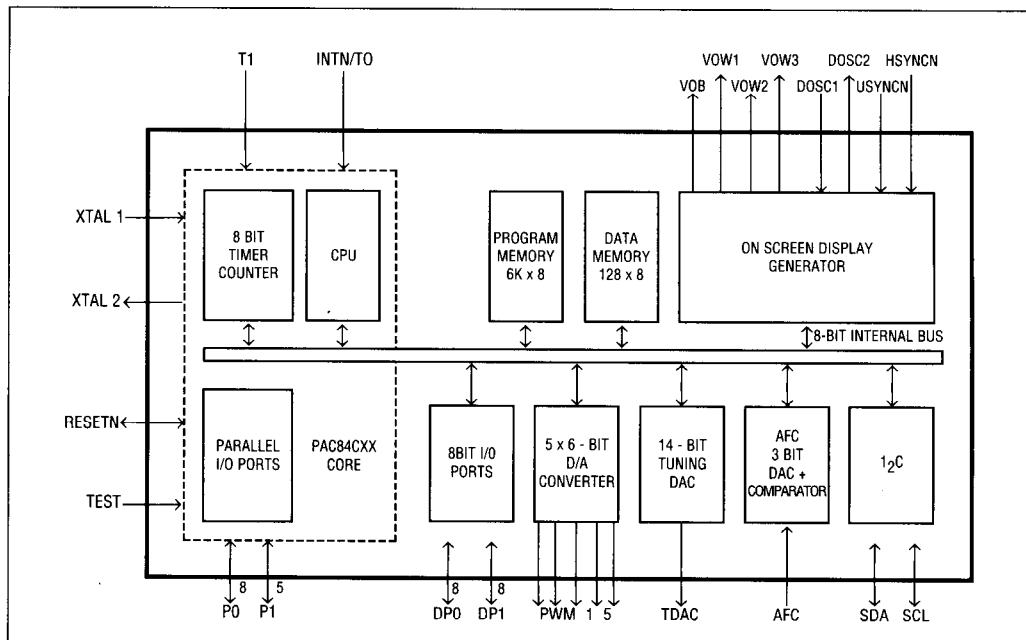 T1 INTN/TO VOW1 VOW3 DOSC2 HSYNCN
VOB VOW2 DOSC1 USYNCN
XTAL 1
8 BIT
TIMER
COUNTER
CPU
PROGRAM
MEMORY
6K x 8
DATA
MEMORY
128 x 8
ON SCREEN DISPLAY
GENERATOR
XTAL 2
8-BIT INTERNAL BUS
RESETN
PARALLEL
I/O PORTS
PAC84CXX
CORE
8BIT I/O
PORTS
5 x 6 - BIT
D/A
CONVERTER
14 - BIT
TUNING
DAC
AFC
3 BIT
DAC +
COMPARATOR
1₂C
TEST
8 5 8 8
P0 P1 DP0 DP1 PWM 1 5 TDAC AFC SDA SCL